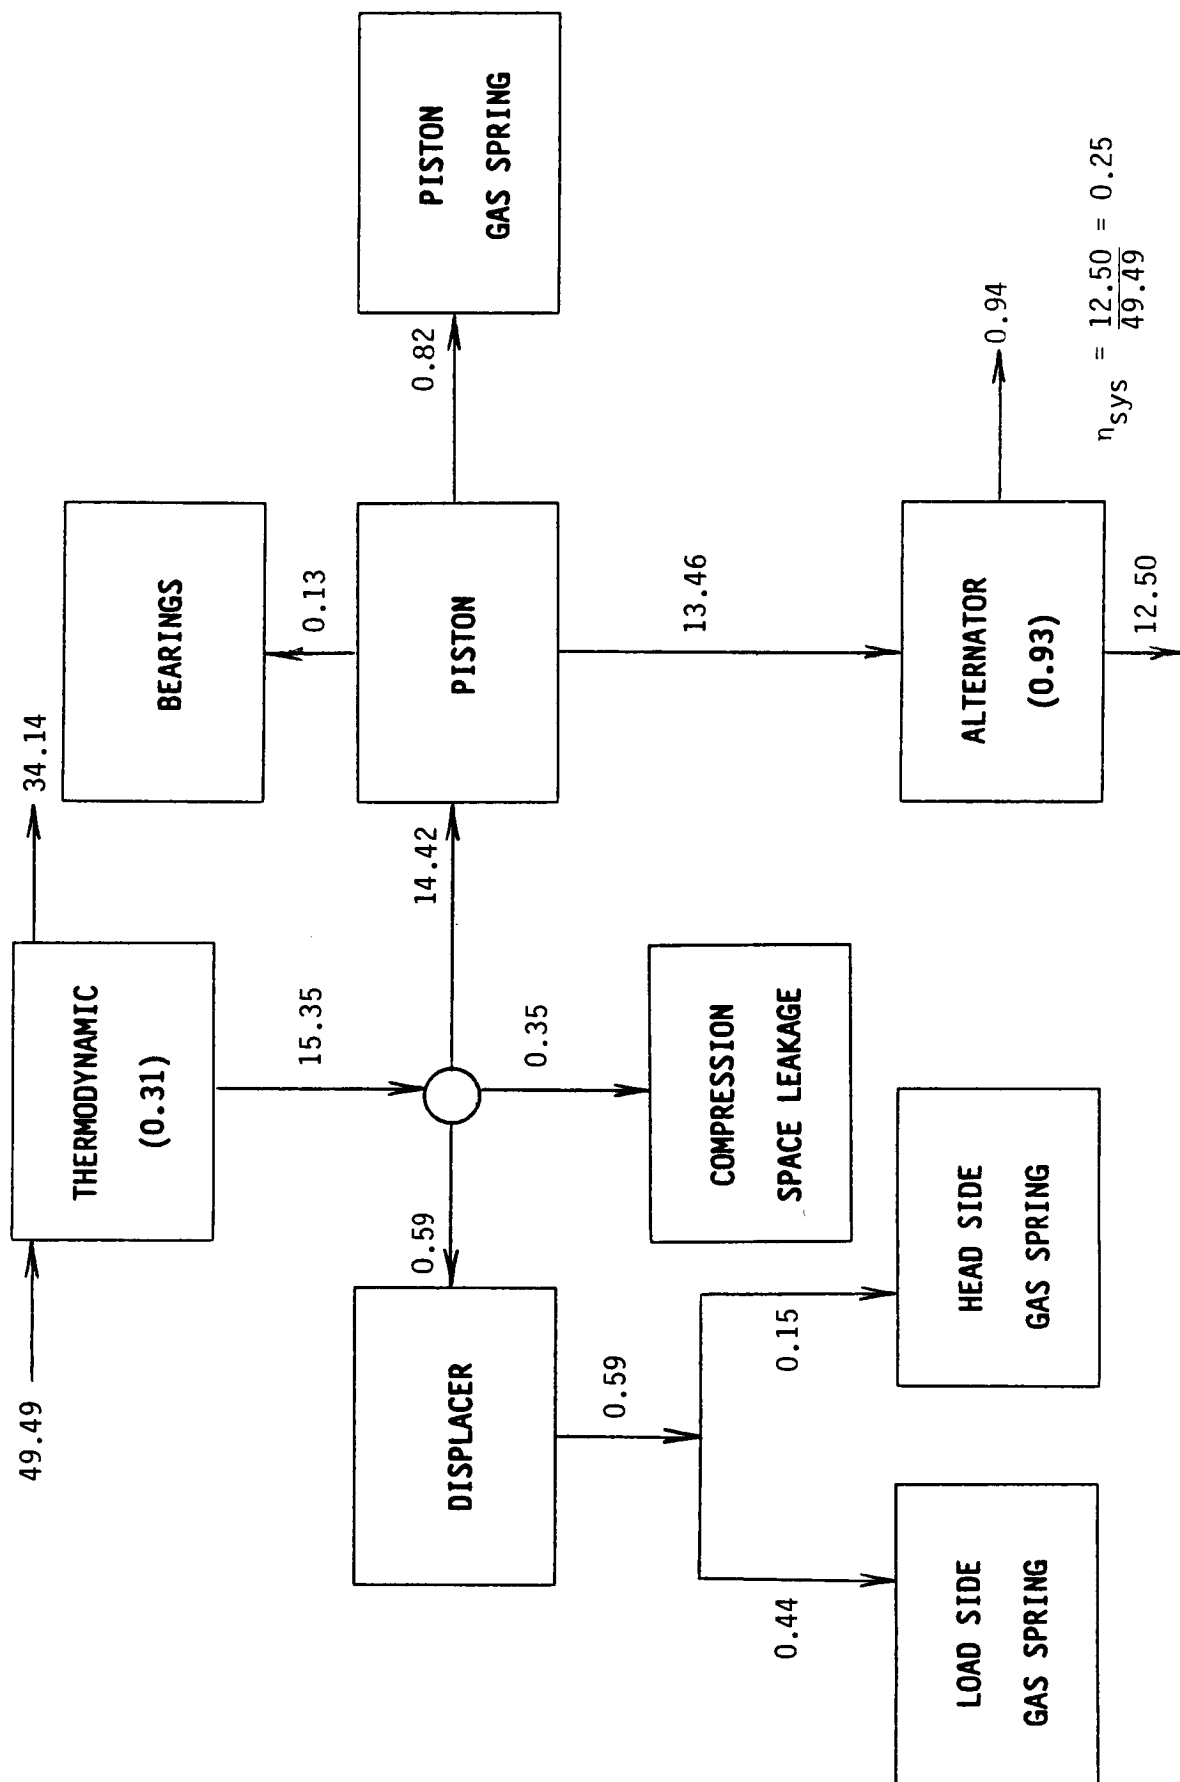 49.49
THERMODYNAMIC
(0.31)
34.14
15.35
BEARINGS
0.13
DISPLACER
0.59
14.42
PISTON
0.82
PISTON
GAS SPRING
0.59
0.35
COMPRESSION
SPACE LEAKAGE
13.46
0.44
0.15
LOAD SIDE
GAS SPRING
HEAD SIDE
GAS SPRING
ALTERNATOR
(0.93)
0.94
12.50
ηsys = 12.50 = 0.25
49.49